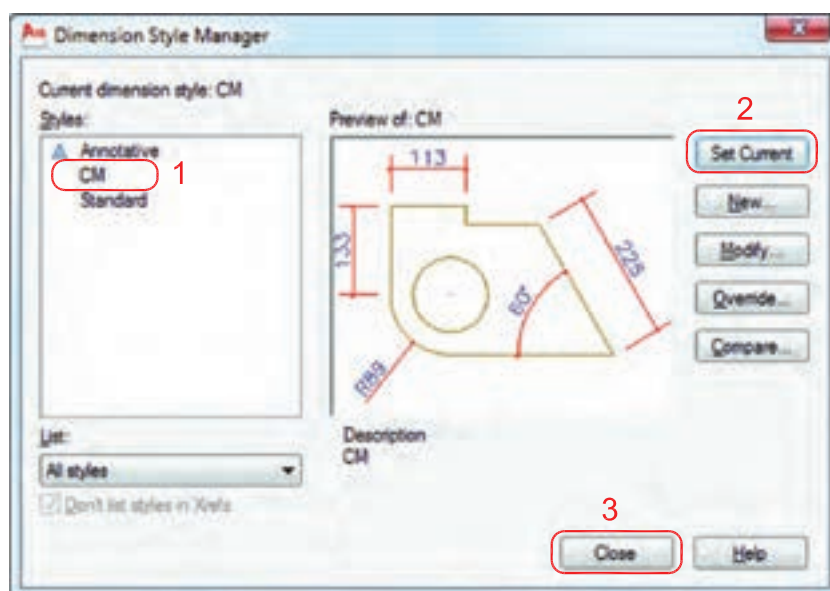 Dimension Style Manager
Current dimension style: CM
Styles:
Annotative
CM
1
Standard
Preview of: CM
113
133
225
60°
R89
2
Set Current
New...
Modify...
Override...
Compare...
List:
All styles
Don't list styles in Xrefs
Description
CM
3
Close
Help